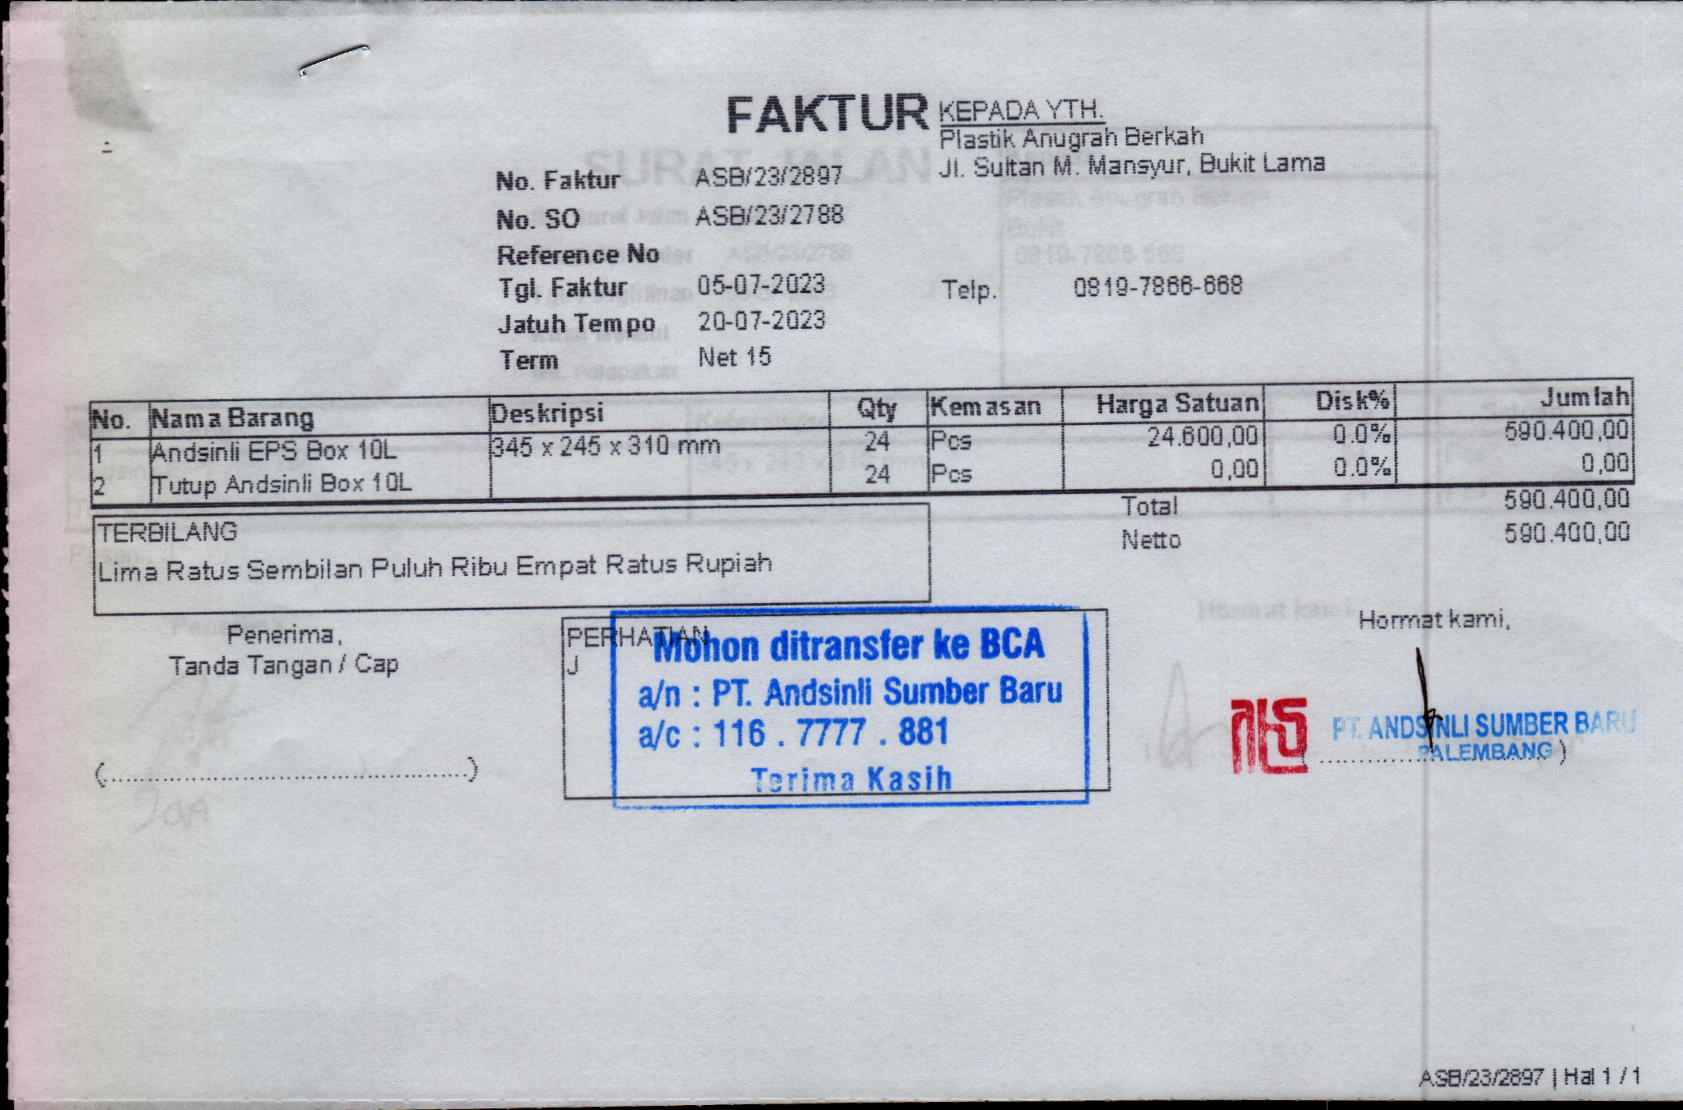 FAKTUR
KEPADA YTH.
Plastik Anugrah Berkah
Jl. Sultan M. Mansyur, Bukit Lama
No. Faktur ASB/23/2897
No. SO ASB/23/2788
Reference No
Tgl. Faktur 05-07-2023
Telp. 0819-7866-668
Jatuh Tempo 20-07-2023
Term Net 15
No. Nama Barang Deskripsi Qty Kemasan Harga Satuan Disk% Jumlah
1 Andsinli EPS Box 10L 345 x 245 x 310 mm 24 Pcs 24.600,00 0.0% 590.400,00
2 Tutup Andsinli Box 10L 24 Pcs 0,00 0.0% 0,00
Total 590.400,00
Netto 590.400,00
TERBILANG
Lima Ratus Sembilan Puluh Ribu Empat Ratus Rupiah
Penerima,
Tanda Tangan / Cap
(................................................)
PERHATIAN
J
Mohon ditransfer ke BCA
a/n : PT. Andsinli Sumber Baru
a/c : 116 . 7777 . 881
Terima Kasih
Hormat kami,
PT. ANDSINLI SUMBER BARU
PALEMBANG
ASB/23/2897 | Hal 1 / 1